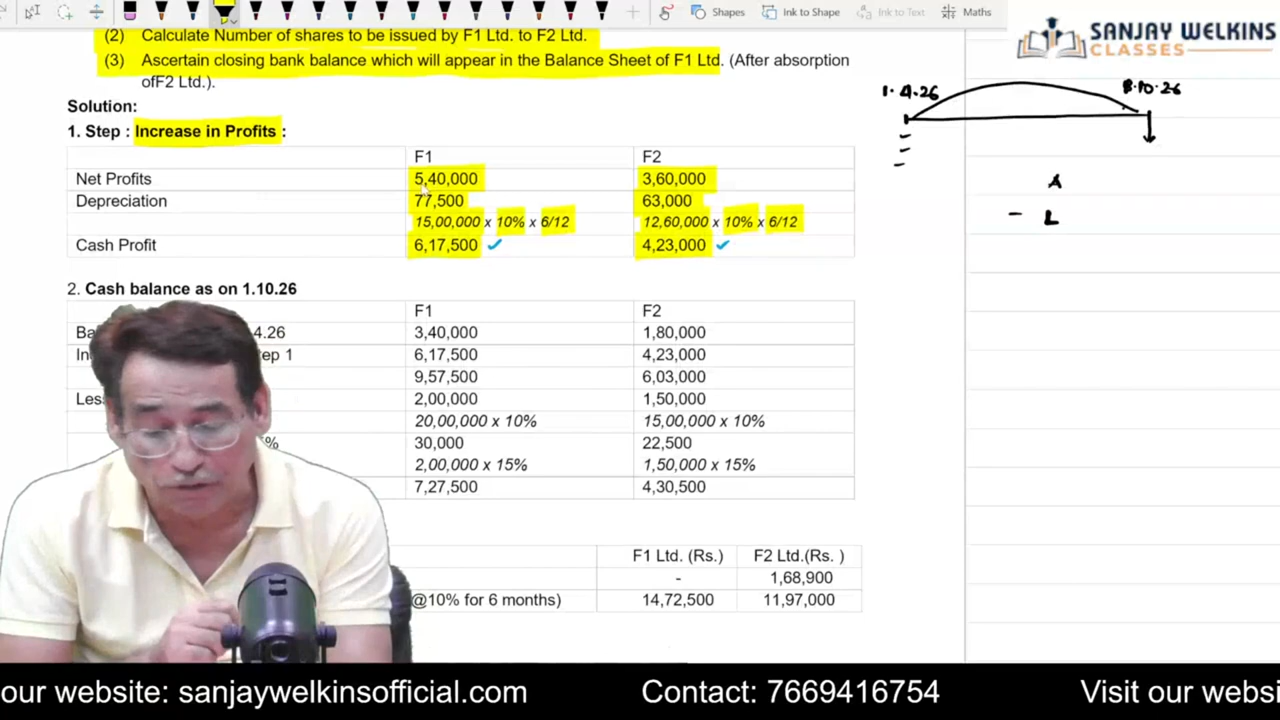 Shapes Ink to Shape Ink to Text Maths
SANJAY WELKINS
CLASSES
(2) Calculate Number of shares to be issued by F1 Ltd. to F2 Ltd.
(3) Ascertain closing bank balance which will appear in the Balance Sheet of F1 Ltd. (After absorption
ofF2 Ltd.).
Solution:
1. Step : Increase in Profits :
F1 F2
Net Profits 5,40,000 3,60,000
Depreciation 77,500 63,000
15,00,000 x 10% x 6/12 12,60,000 x 10% x 6/12
Cash Profit 6,17,500 4,23,000
1.4.26
A
- L
2. Cash balance as on 1.10.26
F1 F2
4.26 3,40,000 1,80,000
ep 1 6,17,500 4,23,000
9,57,500 6,03,000
Les 2,00,000 1,50,000
20,00,000 x 10% 15,00,000 x 10%
% 30,000 22,500
2,00,000 x 15% 1,50,000 x 15%
7,27,500 4,30,500
F1 Ltd. (Rs.) F2 Ltd.(Rs. )
- 1,68,900
@10% for 6 months) 14,72,500 11,97,000
our website: sanjaywelkinsofficial.com Contact: 7669416754 Visit our websi